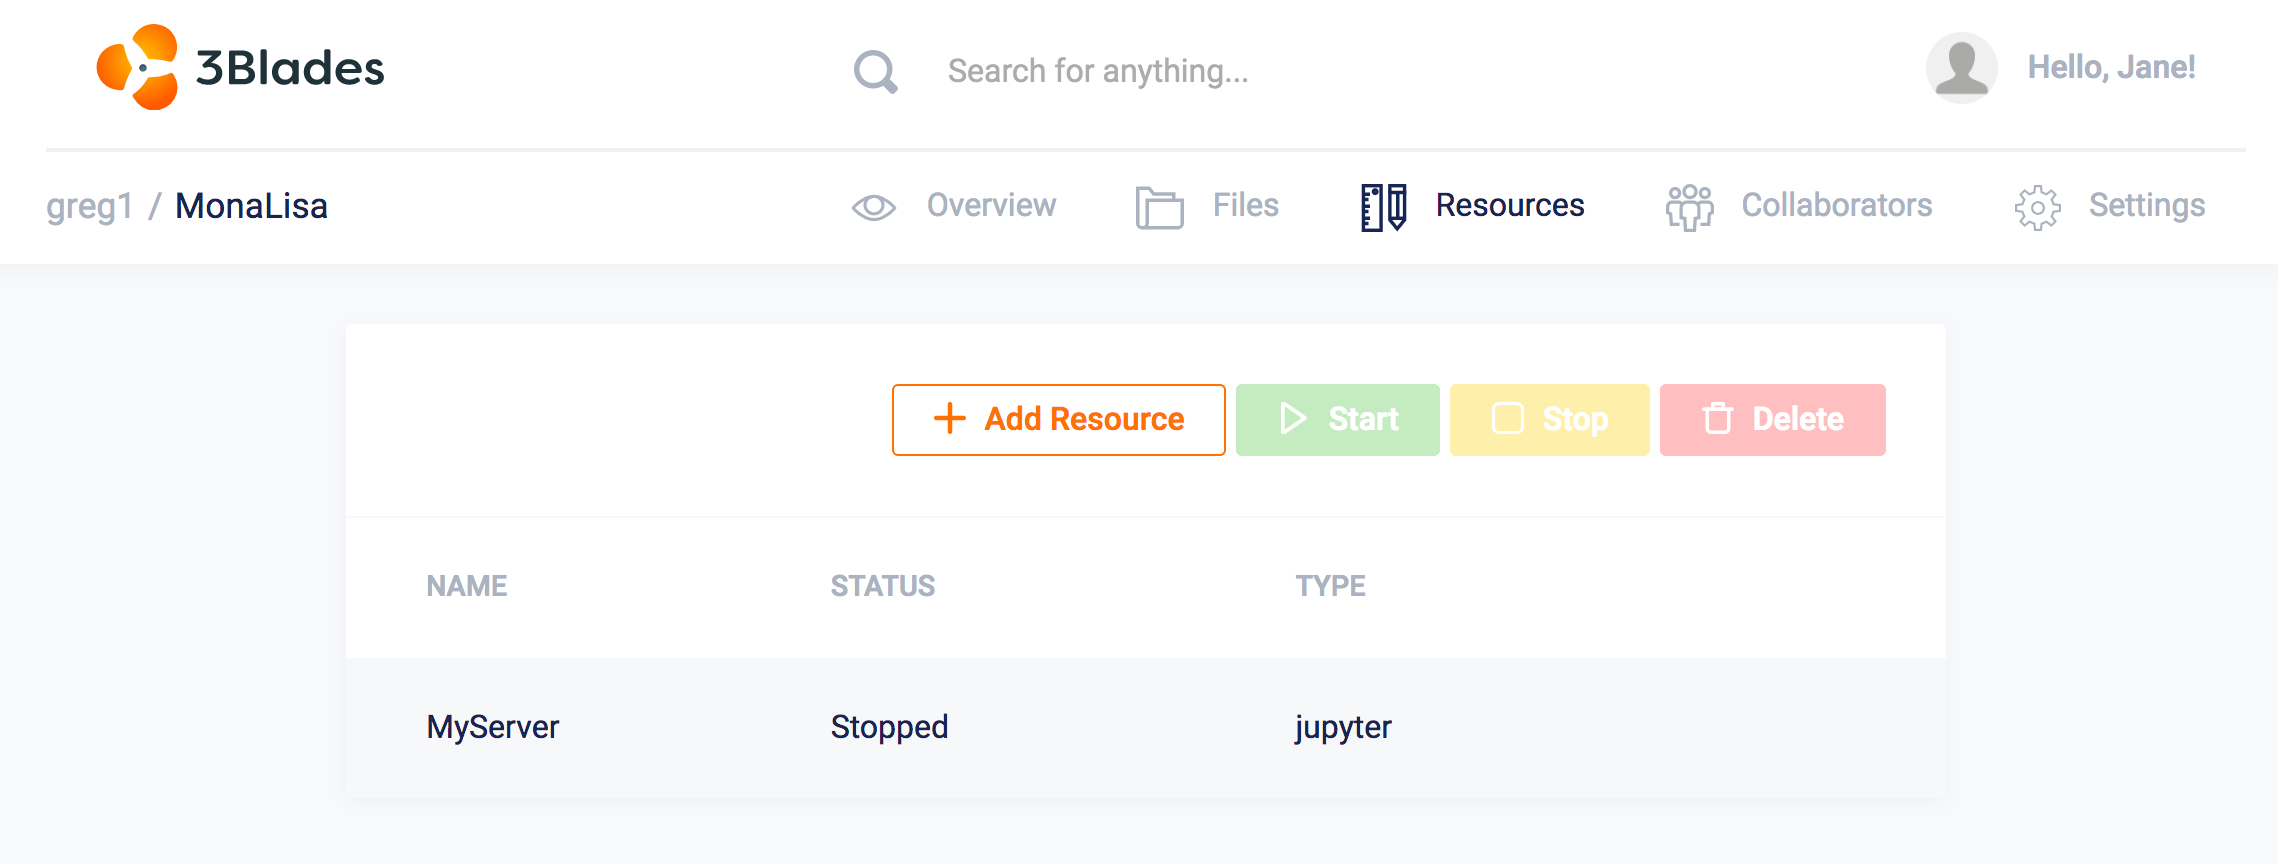 3Blades
Search for anything...
Hello, Jane!
greg1 / MonaLisa
Overview
Files
Resources
Collaborators
Settings
Add Resource
Start
Stop
Delete
NAME
STATUS
TYPE
MyServer
Stopped
jupyter